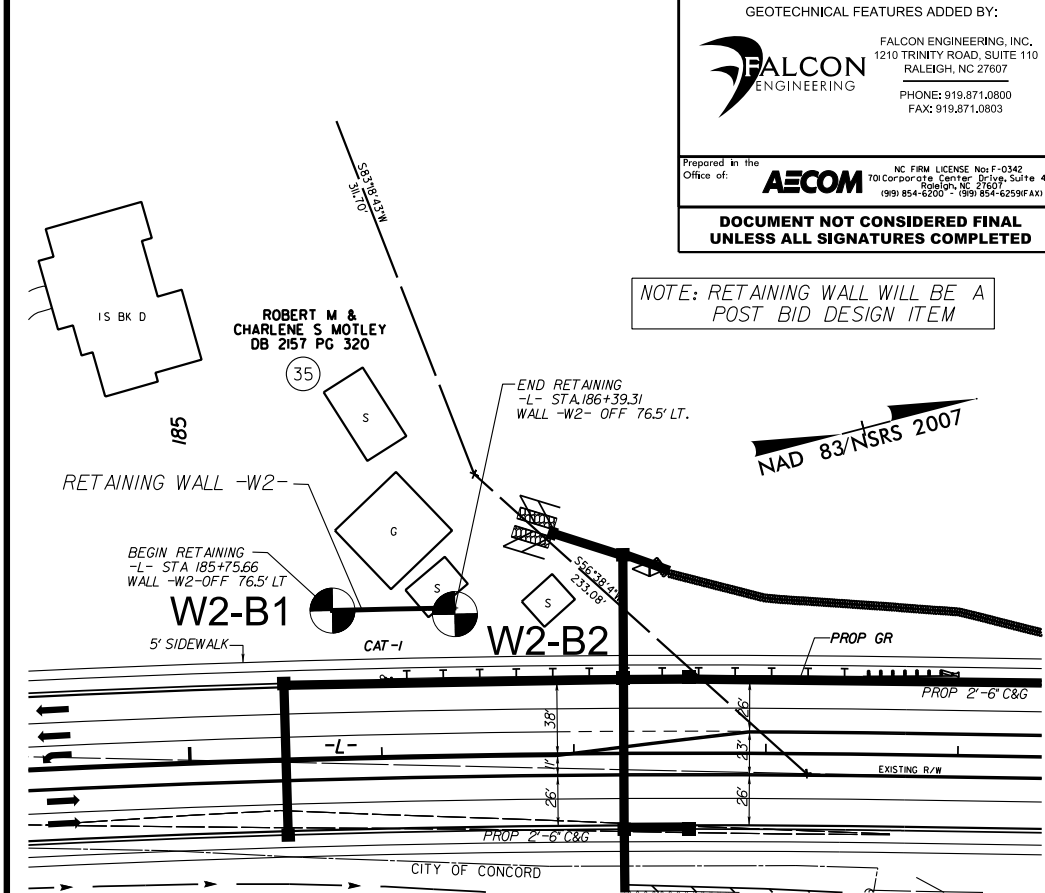 GEOTECHNICAL FEATURES ADDED BY:
FALCON
ENGINEERING
FALCON ENGINEERING, INC.
1210 TRINITY ROAD, SUITE 110
RALEIGH, NC 27607
PHONE: 919.871.0800
FAX: 919.871.0803
Prepared in the
Office of:
AECOM
NC FIRM LICENSE No: F-0342
701 Corporate Center Drive, Suite 4
Raleigh, NC 27607
(919) 854-6200 - (919) 854-6259(FAX)
DOCUMENT NOT CONSIDERED FINAL
UNLESS ALL SIGNATURES COMPLETED
NOTE: RETAINING WALL WILL BE A
POST BID DESIGN ITEM
S83°18'43"W
311.70'
1S BK D
ROBERT M &
CHARLENE S MOTLEY
DB 2157 PG 320
35
S
185
END RETAINING
-L- STA.186+39.31
WALL -W2- OFF 76.5' LT.
NAD 83/NSRS 2007
RETAINING WALL -W2-
G
BEGIN RETAINING
-L- STA 185+75.66
WALL -W2-OFF 76.5' LT
S
S
233.08'
W2-B1
W2-B2
5' SIDEWALK
CAT-1
PROP GR
PROP 2'-6" C&G
38'
26'
-L-
11'
23'
EXISTING R/W
26'
26'
PROP 2'-6" C&G
CITY OF CONCORD